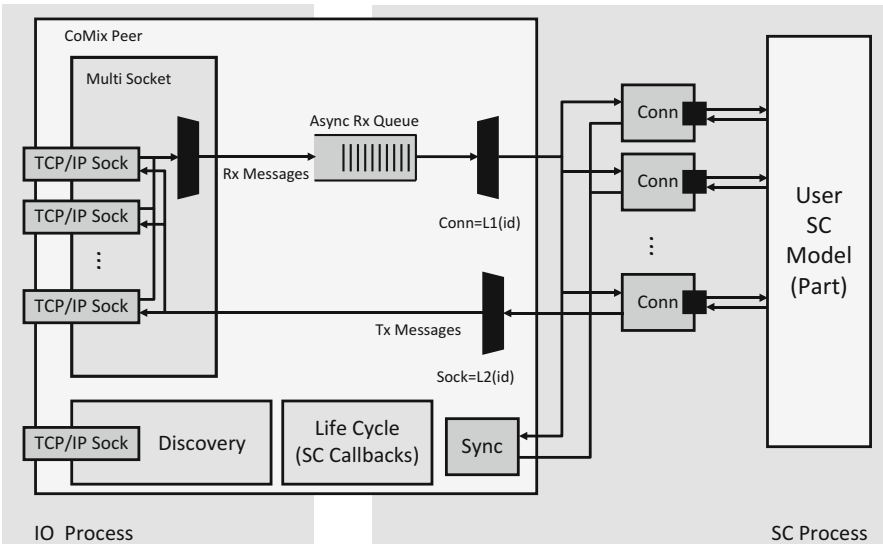 CoMix Peer
Multi Socket
Async Rx Queue
TCP/IP Sock
Rx Messages
TCP/IP Sock
...
TCP/IP Sock
Conn=L1(id)
Tx Messages
Sock=L2(id)
Conn
Conn
...
Conn
User
SC
Model
(Part)
TCP/IP Sock
Discovery
Life Cycle
(SC Callbacks)
Sync
IO Process
SC Process